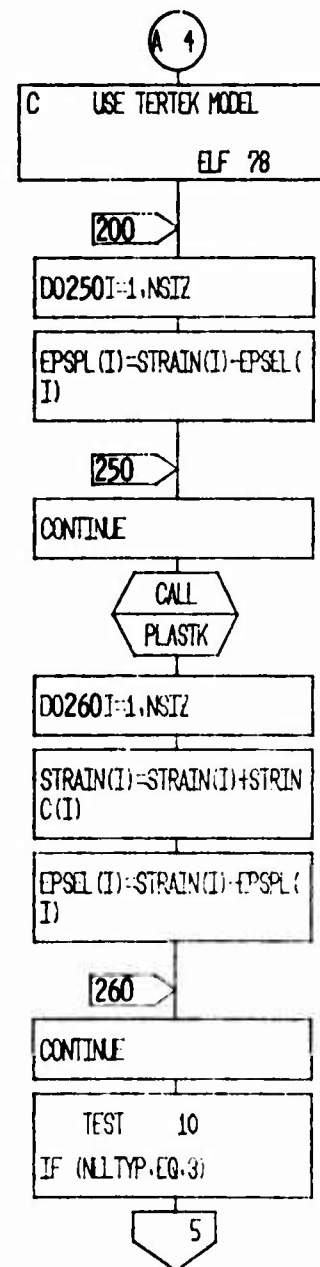 A 4
C USE TERTEK MODEL
ELF 78
200
DO250I=1,NSIZ
EPSPL(I)=STRAIN(I)-EPSEL(
I)
250
CONTINUE
CALL
PLASTK
DO260I=1,NSIZ
STRAIN(I)=STRAIN(I)+STRIN
C(I)
EPSEL(I)=STRAIN(I)-EPSPL(
I)
260
CONTINUE
TEST 10
IF (NLLTYP.EQ.3)
5